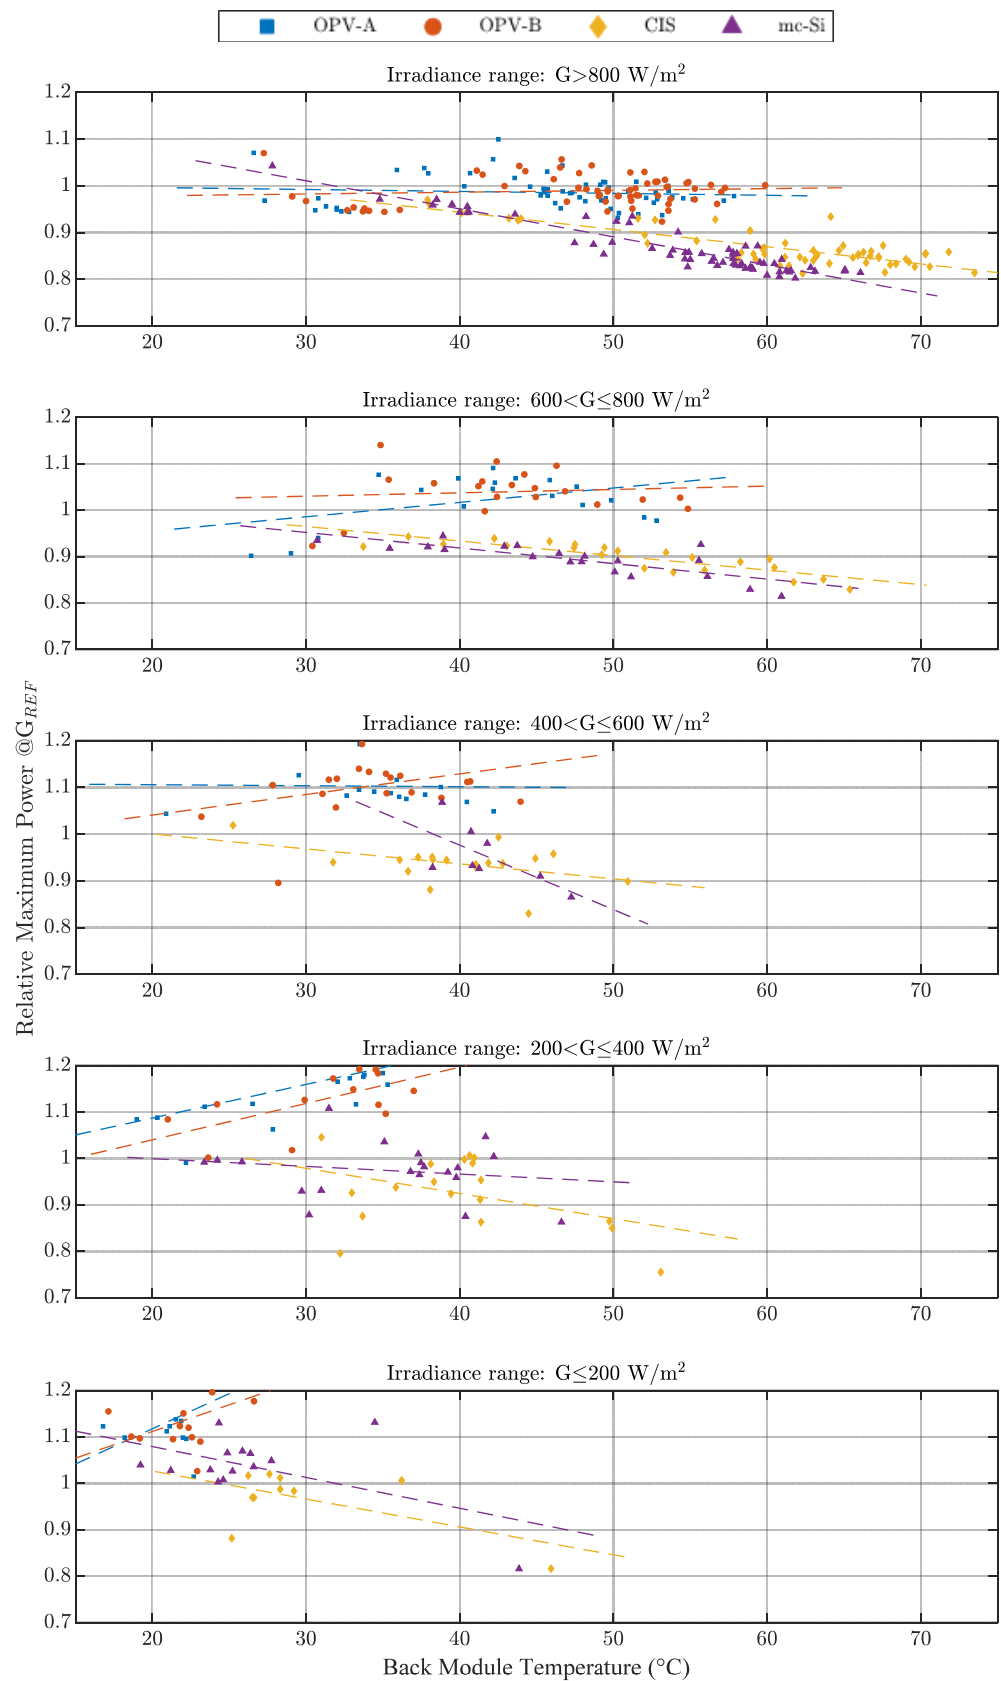 OPV-A OPV-B CIS mc-Si
Irradiance range: G>800 W/m²
1.2
1.1
1
0.9
0.8
0.7
20 30 40 50 60 70
Irradiance range: 600<G≤800 W/m²
1.2
1.1
1
0.9
0.8
0.7
20 30 40 50 60 70
Relative Maximum Power @G_REF
Irradiance range: 400<G≤600 W/m²
1.2
1.1
1
0.9
0.8
0.7
20 30 40 50 60 70
Irradiance range: 200<G≤400 W/m²
1.2
1.1
1
0.9
0.8
0.7
20 30 40 50 60 70
Irradiance range: G≤200 W/m²
1.2
1.1
1
0.9
0.8
0.7
20 30 40 50 60 70
Back Module Temperature (°C)